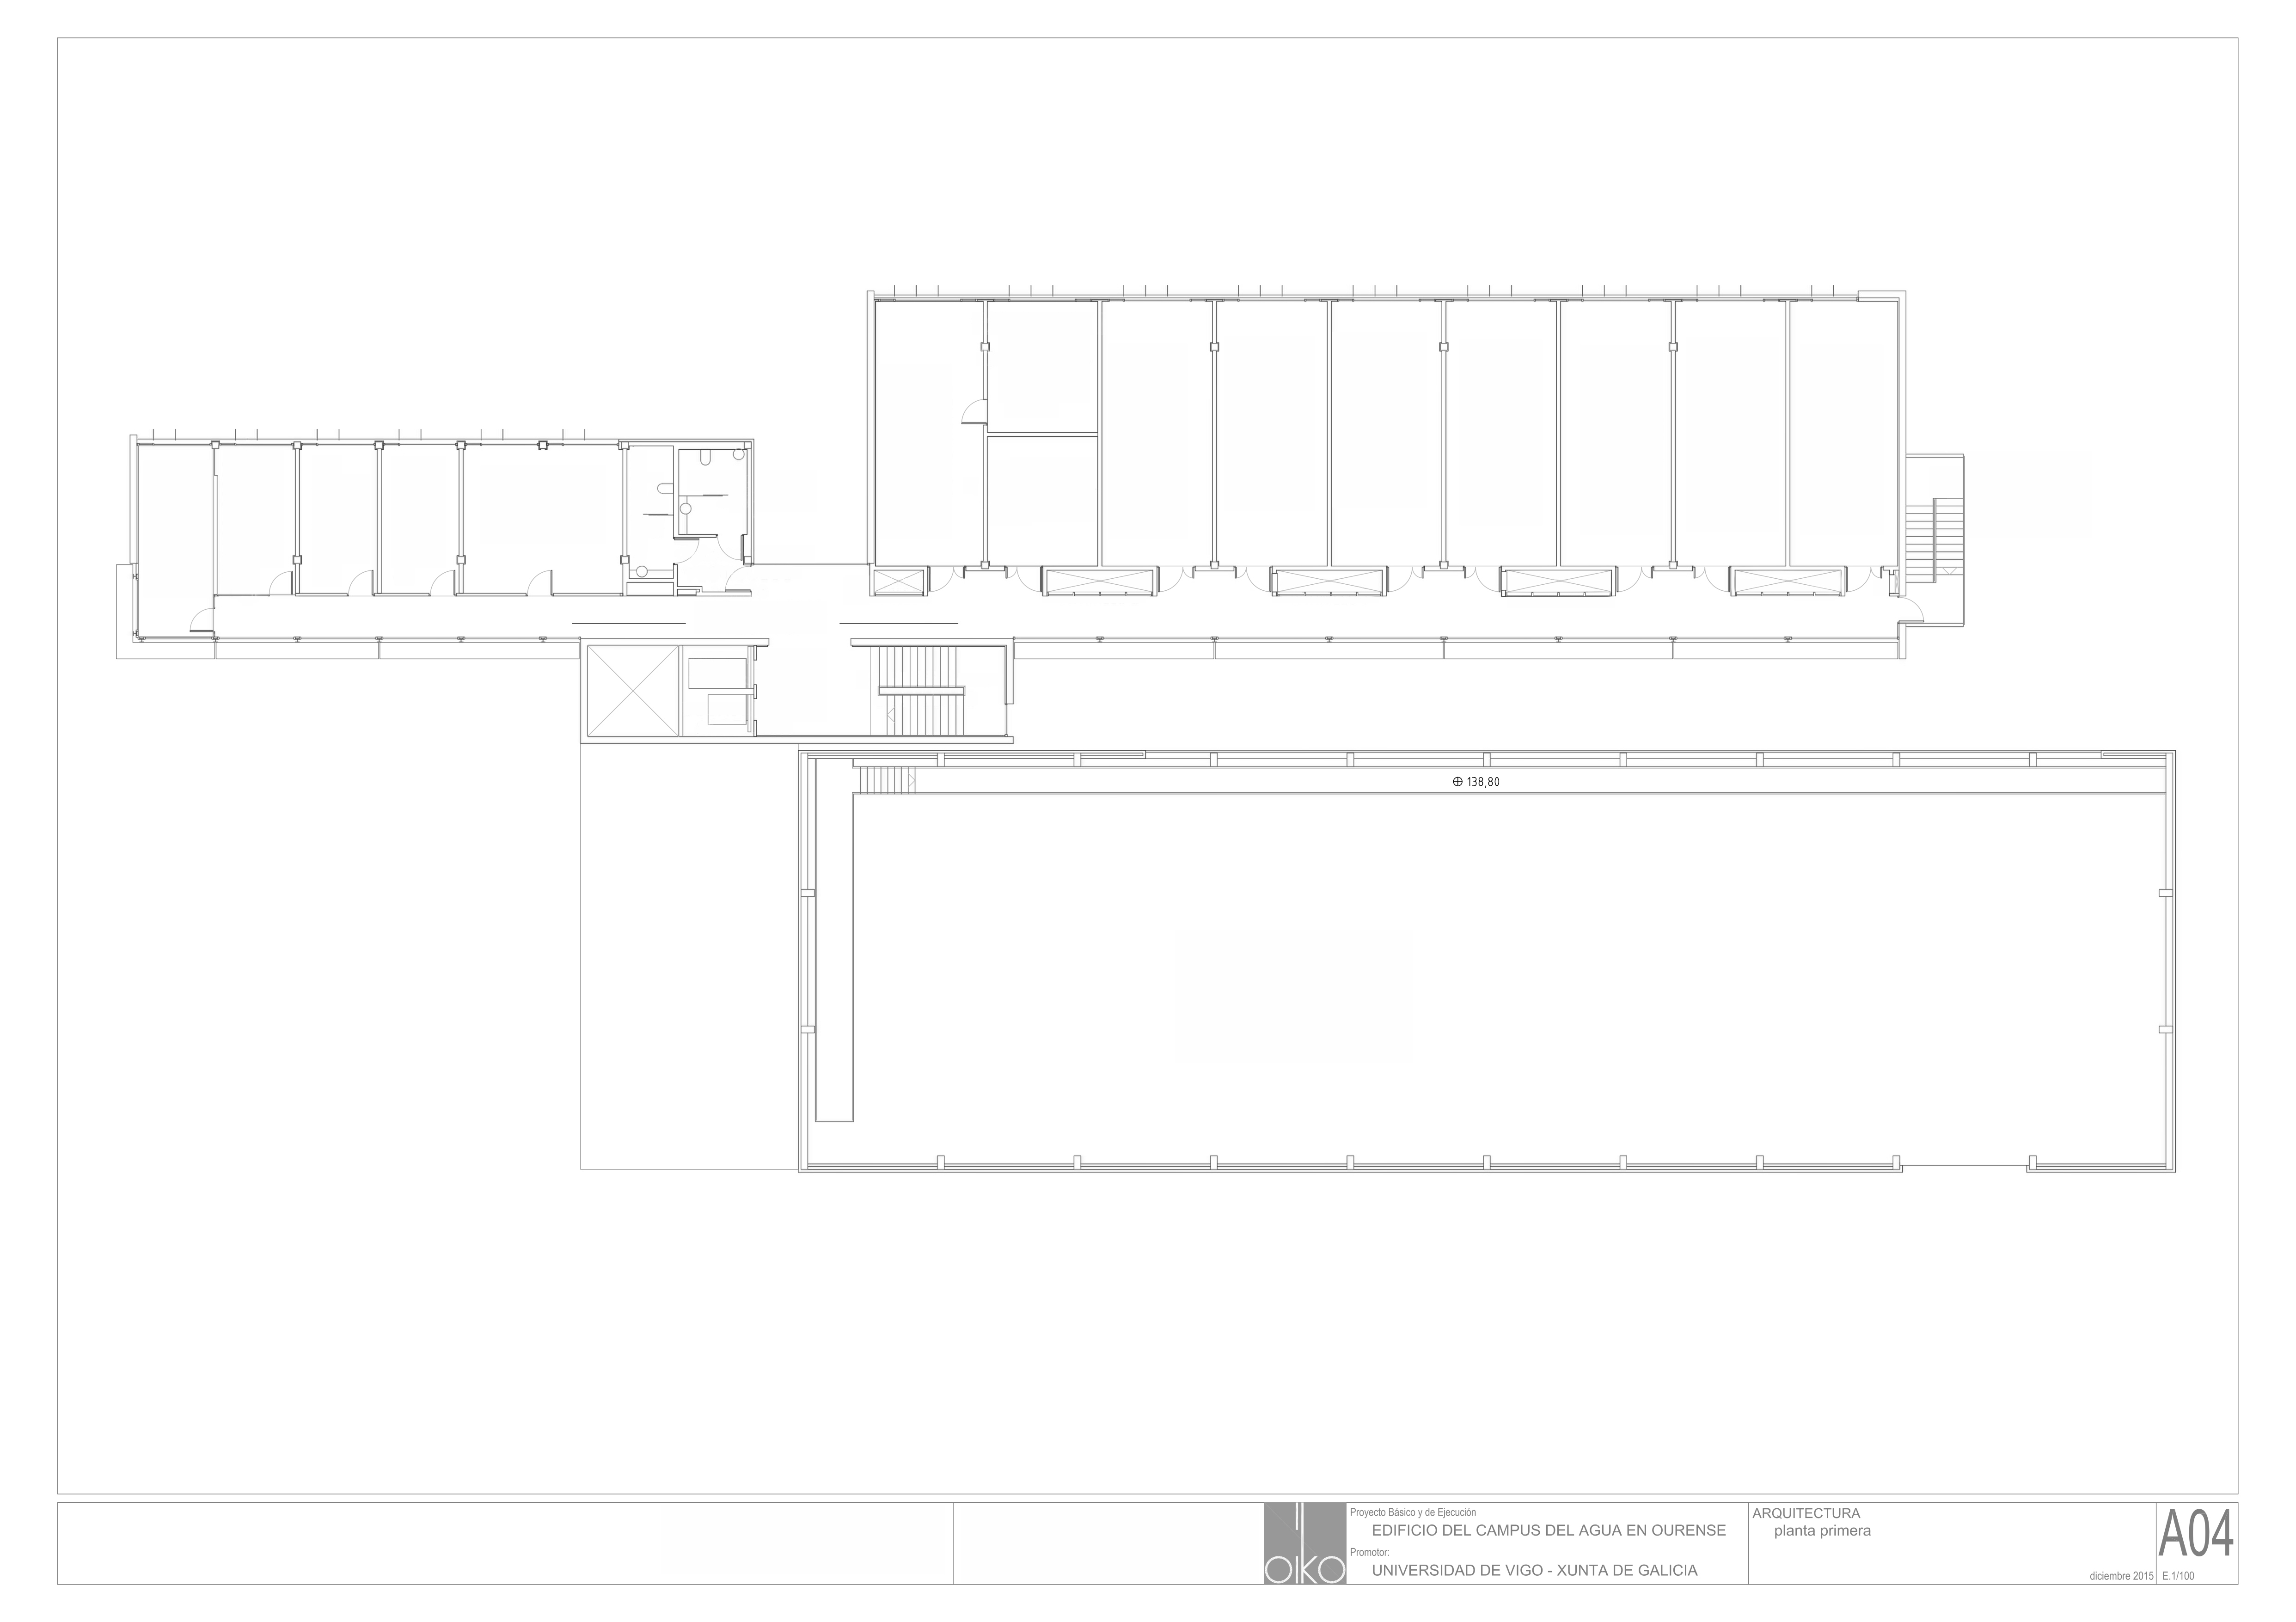 138,80
OIKO
Proyecto Básico y de Ejecución
EDIFICIO DEL CAMPUS DEL AGUA EN OURENSE
Promotor:
UNIVERSIDAD DE VIGO - XUNTA DE GALICIA
ARQUITECTURA
planta primera
diciembre 2015
A04
E.1/100